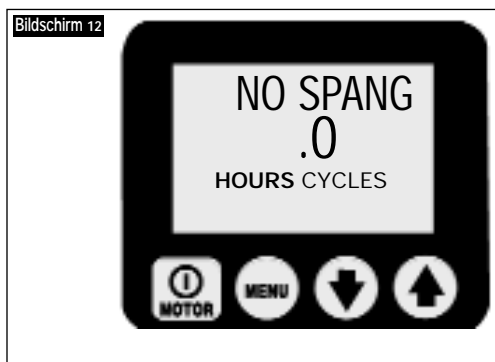 Bildschirm 12
NO SPANG
.0
HOURS CYCLES
MOTOR MENU